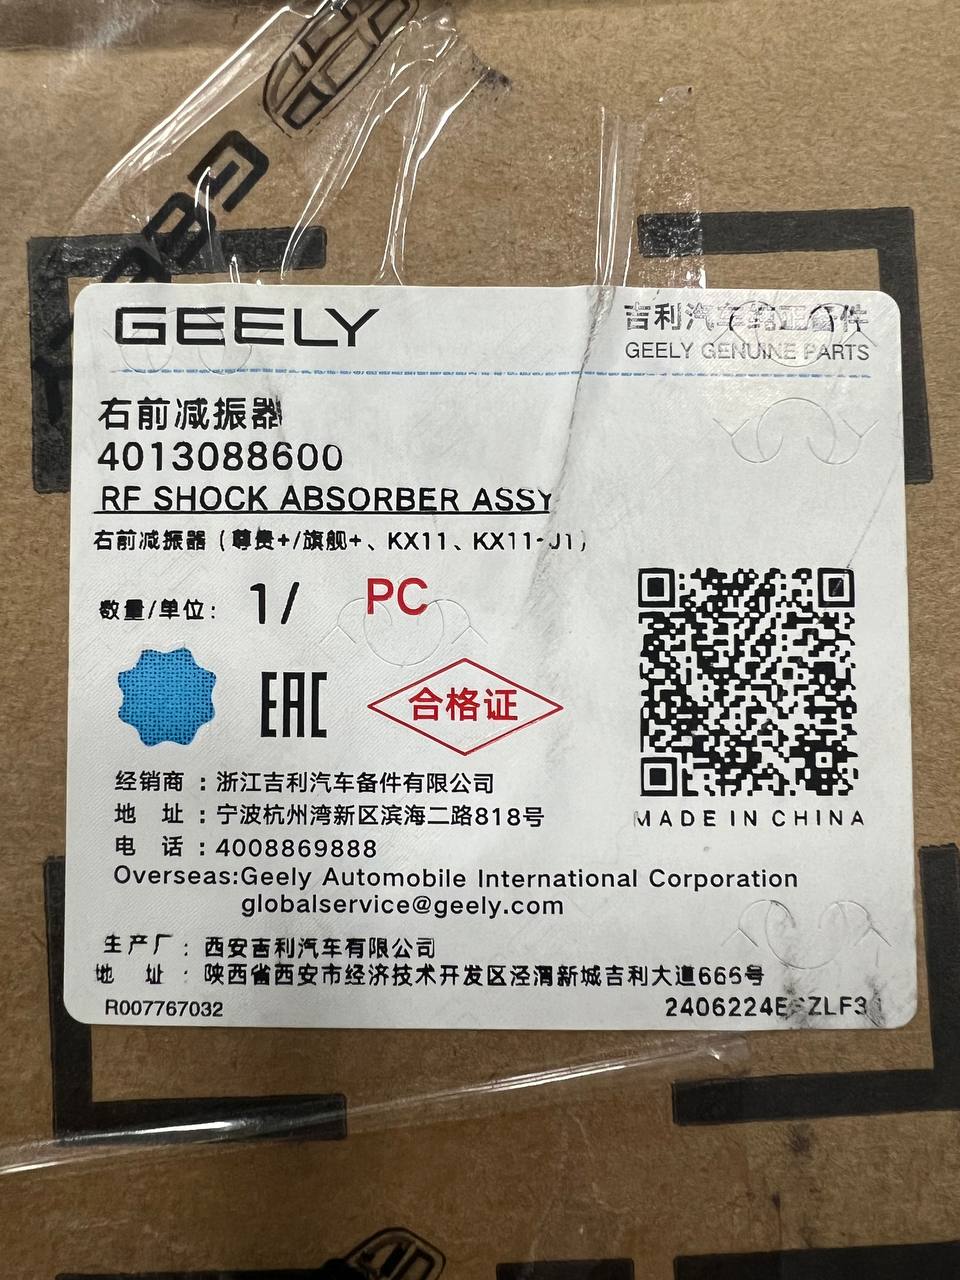 GEELY
吉利汽车纯正备件
GEELY GENUINE PARTS
右前减振器
4013088600
RF SHOCK ABSORBER ASSY
右前减振器(尊贵+/旗舰+、KX11、KX11-J1)
数量/单位: 1/ PC
EAC
合格证
MADE IN CHINA
经销商:浙江吉利汽车备件有限公司
地 址:宁波杭州湾新区滨海二路818号
电 话:4008869888
Overseas:Geely Automobile International Corporation
globalservice@geely.com
生产厂:西安吉利汽车有限公司
地 址:陕西省西安市经济技术开发区泾渭新城吉利大道666号
R007767032